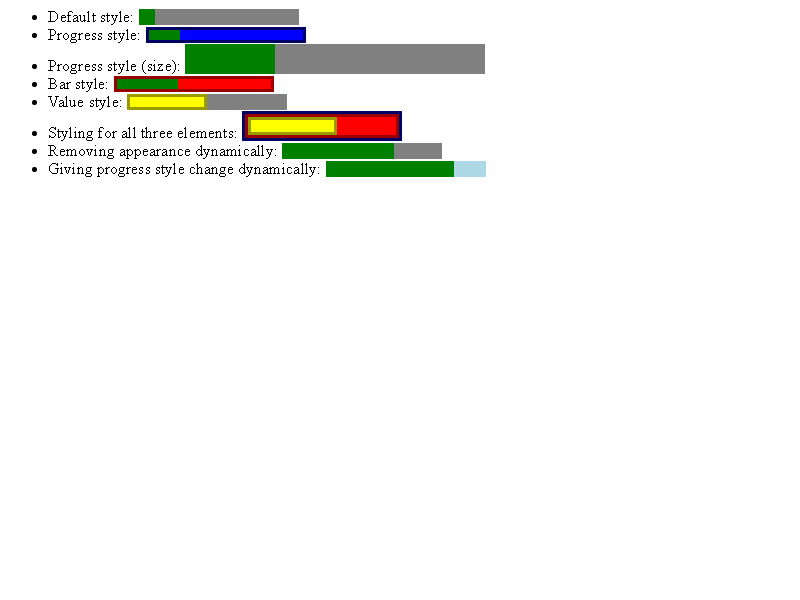 Default style:
Progress style:
Progress style (size):
Bar style:
Value style:
Styling for all three elements:
Removing appearance dynamically:
Giving progress style change dynamically: